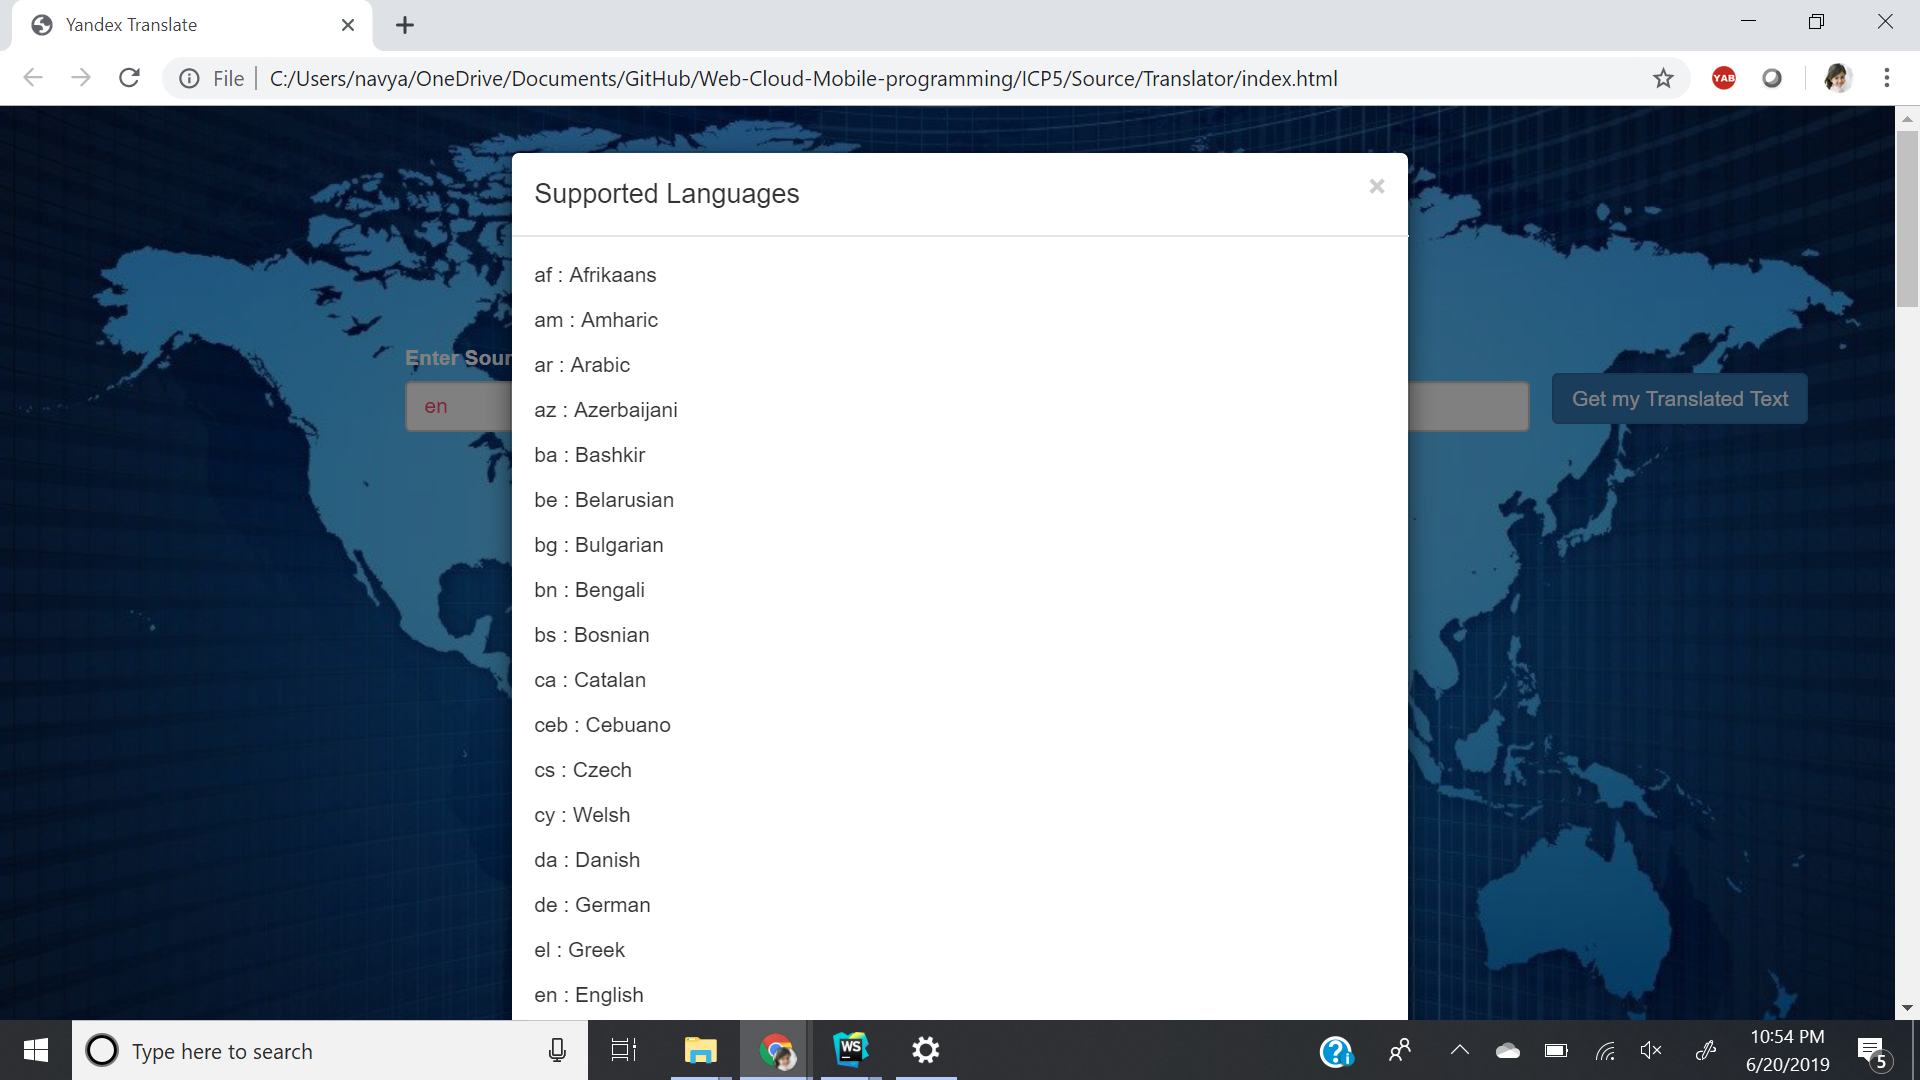 Yandex Translate
File
C:/Users/navya/OneDrive/Documents/GitHub/Web-Cloud-Mobile-programming/ICP5/Source/Translator/index.html
YAB
Supported Languages
af : Afrikaans
am : Amharic
Enter Sour
ar : Arabic
en
Get my Translated Text
az : Azerbaijani
ba : Bashkir
be : Belarusian
bg : Bulgarian
bn : Bengali
bs : Bosnian
ca : Catalan
ceb : Cebuano
cs : Czech
cy : Welsh
da : Danish
de : German
el : Greek
en : English
Type here to search
WS
10:54 PM
6/20/2019
5